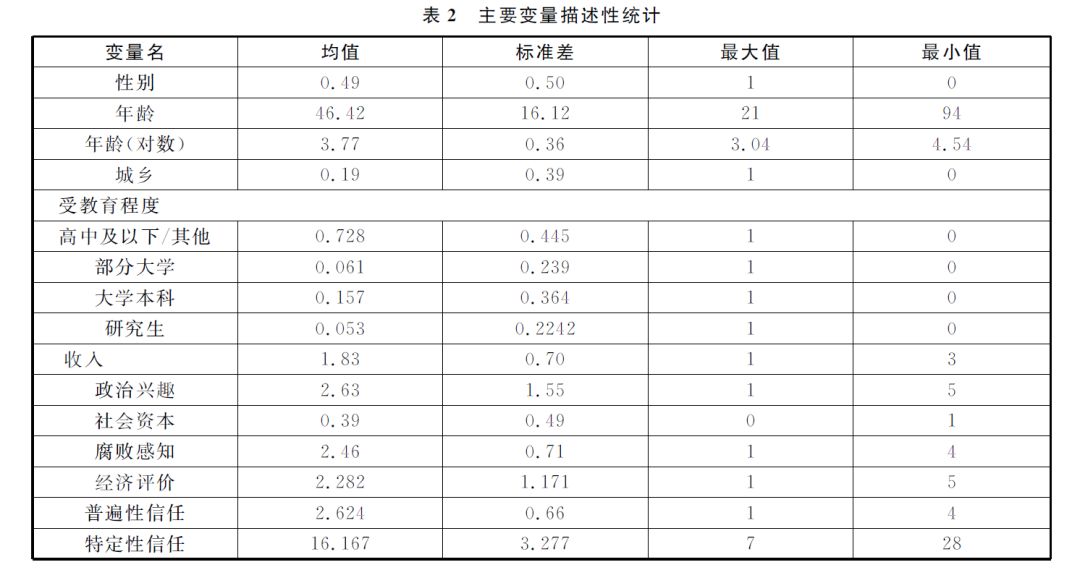 表 2 主要变量描述性统计
变量名 均值 标准差 最大值 最小值
性别 0.49 0.50 1 0
年龄 46.42 16.12 21 94
年龄(对数) 3.77 0.36 3.04 4.54
城乡 0.19 0.39 1 0
受教育程度
高中及以下/其他 0.728 0.445 1 0
部分大学 0.061 0.239 1 0
大学本科 0.157 0.364 1 0
研究生 0.053 0.2242 1 0
收入 1.83 0.70 1 3
政治兴趣 2.63 1.55 1 5
社会资本 0.39 0.49 0 1
腐败感知 2.46 0.71 1 4
经济评价 2.282 1.171 1 5
普遍性信任 2.624 0.66 1 4
特定性信任 16.167 3.277 7 28